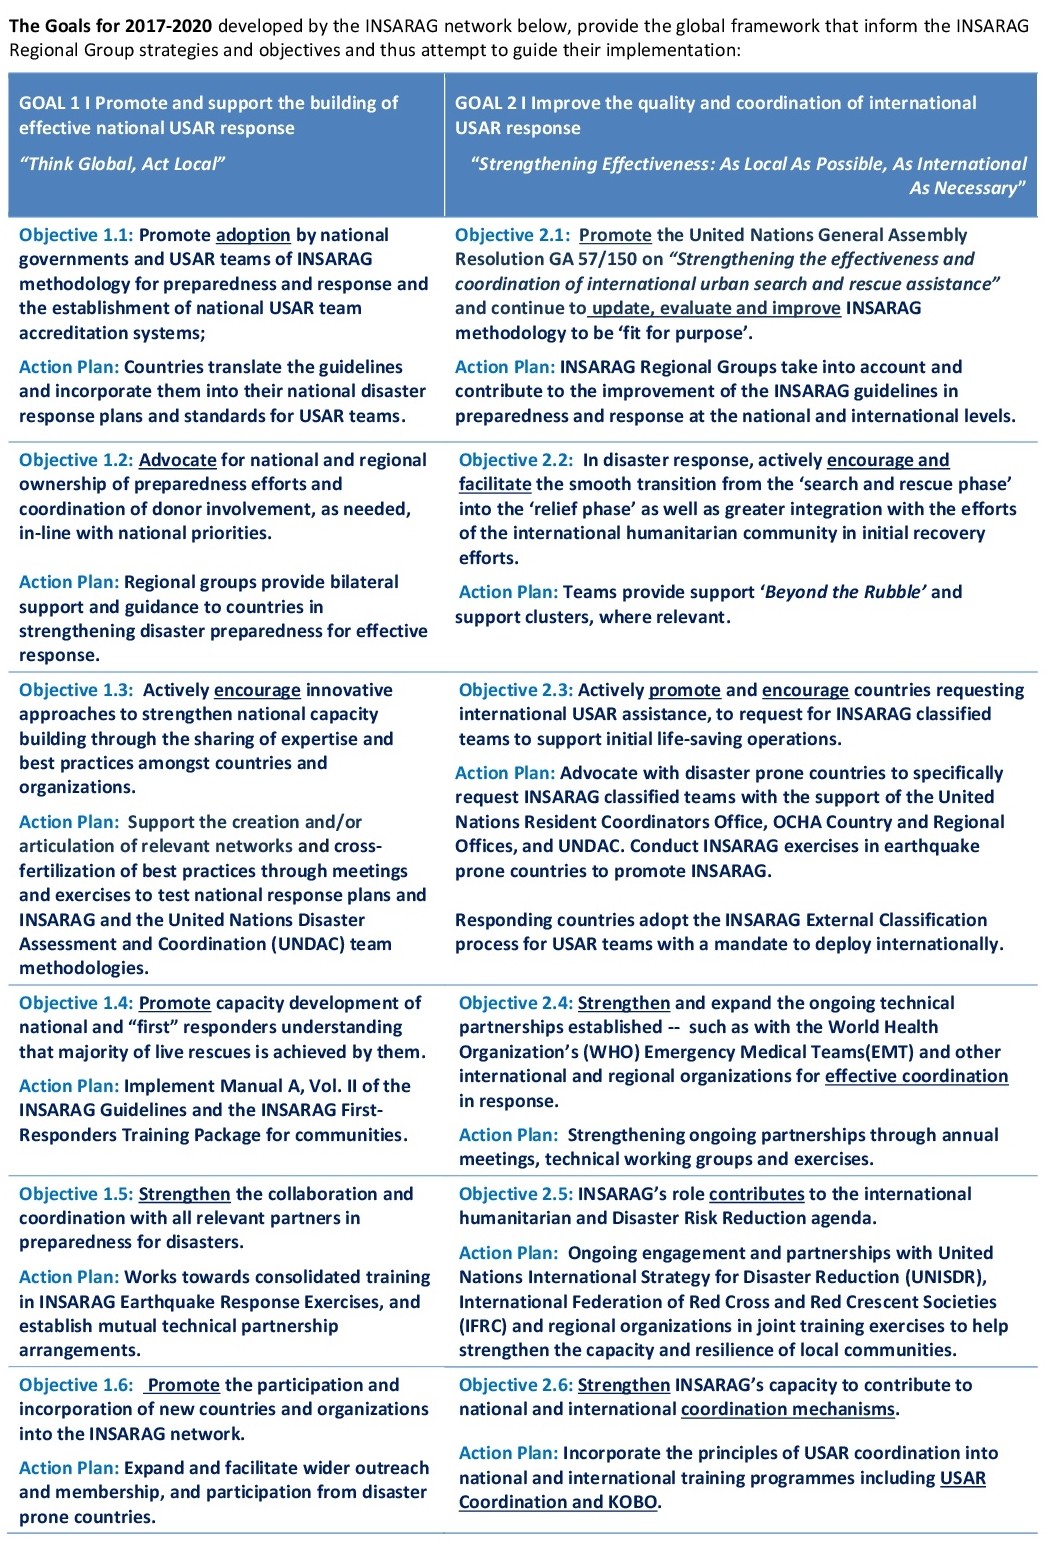 The Goals for 2017-2020 developed by the INSARAG network below, provide the global framework that inform the INSARAG
Regional Group strategies and objectives and thus attempt to guide their implementation:
GOAL 1 I Promote and support the building of
effective national USAR response
“Think Global, Act Local”
GOAL 2 I Improve the quality and coordination of international
USAR response
“Strengthening Effectiveness: As Local As Possible, As International
As Necessary”
Objective 1.1: Promote adoption by national
governments and USAR teams of INSARAG
methodology for preparedness and response and
the establishment of national USAR team
accreditation systems;
Action Plan: Countries translate the guidelines
and incorporate them into their national disaster
response plans and standards for USAR teams.
Objective 2.1: Promote the United Nations General Assembly
Resolution GA 57/150 on “Strengthening the effectiveness and
coordination of international urban search and rescue assistance”
and continue to update, evaluate and improve INSARAG
methodology to be ‘fit for purpose’.
Action Plan: INSARAG Regional Groups take into account and
contribute to the improvement of the INSARAG guidelines in
preparedness and response at the national and international levels.
Objective 1.2: Advocate for national and regional
ownership of preparedness efforts and
coordination of donor involvement, as needed,
in-line with national priorities.
Action Plan: Regional groups provide bilateral
support and guidance to countries in
strengthening disaster preparedness for effective
response.
Objective 2.2: In disaster response, actively encourage and
facilitate the smooth transition from the ‘search and rescue phase’
into the ‘relief phase’ as well as greater integration with the efforts
of the international humanitarian community in initial recovery
efforts.
Action Plan: Teams provide support ‘Beyond the Rubble’ and
support clusters, where relevant.
Objective 1.3: Actively encourage innovative
approaches to strengthen national capacity
building through the sharing of expertise and
best practices amongst countries and
organizations.
Action Plan: Support the creation and/or
articulation of relevant networks and cross-
fertilization of best practices through meetings
and exercises to test national response plans and
INSARAG and the United Nations Disaster
Assessment and Coordination (UNDAC) team
methodologies.
Objective 2.3: Actively promote and encourage countries requesting
international USAR assistance, to request for INSARAG classified
teams to support initial life-saving operations.
Action Plan: Advocate with disaster prone countries to specifically
request INSARAG classified teams with the support of the United
Nations Resident Coordinators Office, OCHA Country and Regional
Offices, and UNDAC. Conduct INSARAG exercises in earthquake
prone countries to promote INSARAG.
Responding countries adopt the INSARAG External Classification
process for USAR teams with a mandate to deploy internationally.
Objective 1.4: Promote capacity development of
national and “first” responders understanding
that majority of live rescues is achieved by them.
Action Plan: Implement Manual A, Vol. II of the
INSARAG Guidelines and the INSARAG First-
Responders Training Package for communities.
Objective 2.4: Strengthen and expand the ongoing technical
partnerships established -- such as with the World Health
Organization’s (WHO) Emergency Medical Teams(EMT) and other
international and regional organizations for effective coordination
in response.
Action Plan: Strengthening ongoing partnerships through annual
meetings, technical working groups and exercises.
Objective 1.5: Strengthen the collaboration and
coordination with all relevant partners in
preparedness for disasters.
Action Plan: Works towards consolidated training
in INSARAG Earthquake Response Exercises, and
establish mutual technical partnership
arrangements.
Objective 2.5: INSARAG’s role contributes to the international
humanitarian and Disaster Risk Reduction agenda.
Action Plan: Ongoing engagement and partnerships with United
Nations International Strategy for Disaster Reduction (UNISDR),
International Federation of Red Cross and Red Crescent Societies
(IFRC) and regional organizations in joint training exercises to help
strengthen the capacity and resilience of local communities.
Objective 1.6: Promote the participation and
incorporation of new countries and organizations
into the INSARAG network.
Action Plan: Expand and facilitate wider outreach
and membership, and participation from disaster
prone countries.
Objective 2.6: Strengthen INSARAG’s capacity to contribute to
national and international coordination mechanisms.
Action Plan: Incorporate the principles of USAR coordination into
national and international training programmes including USAR
Coordination and KOBO.